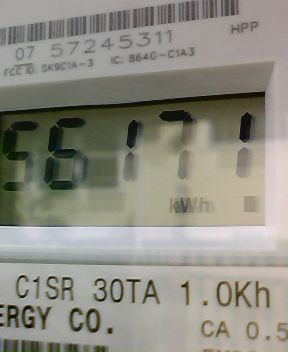 HPP
07 57245311
FCC ID: SK9C1A-3 IC: 864G-C1A3
56171
kWh
C1SR 30TA 1.0Kh
ERGY CO.
CA 0.5